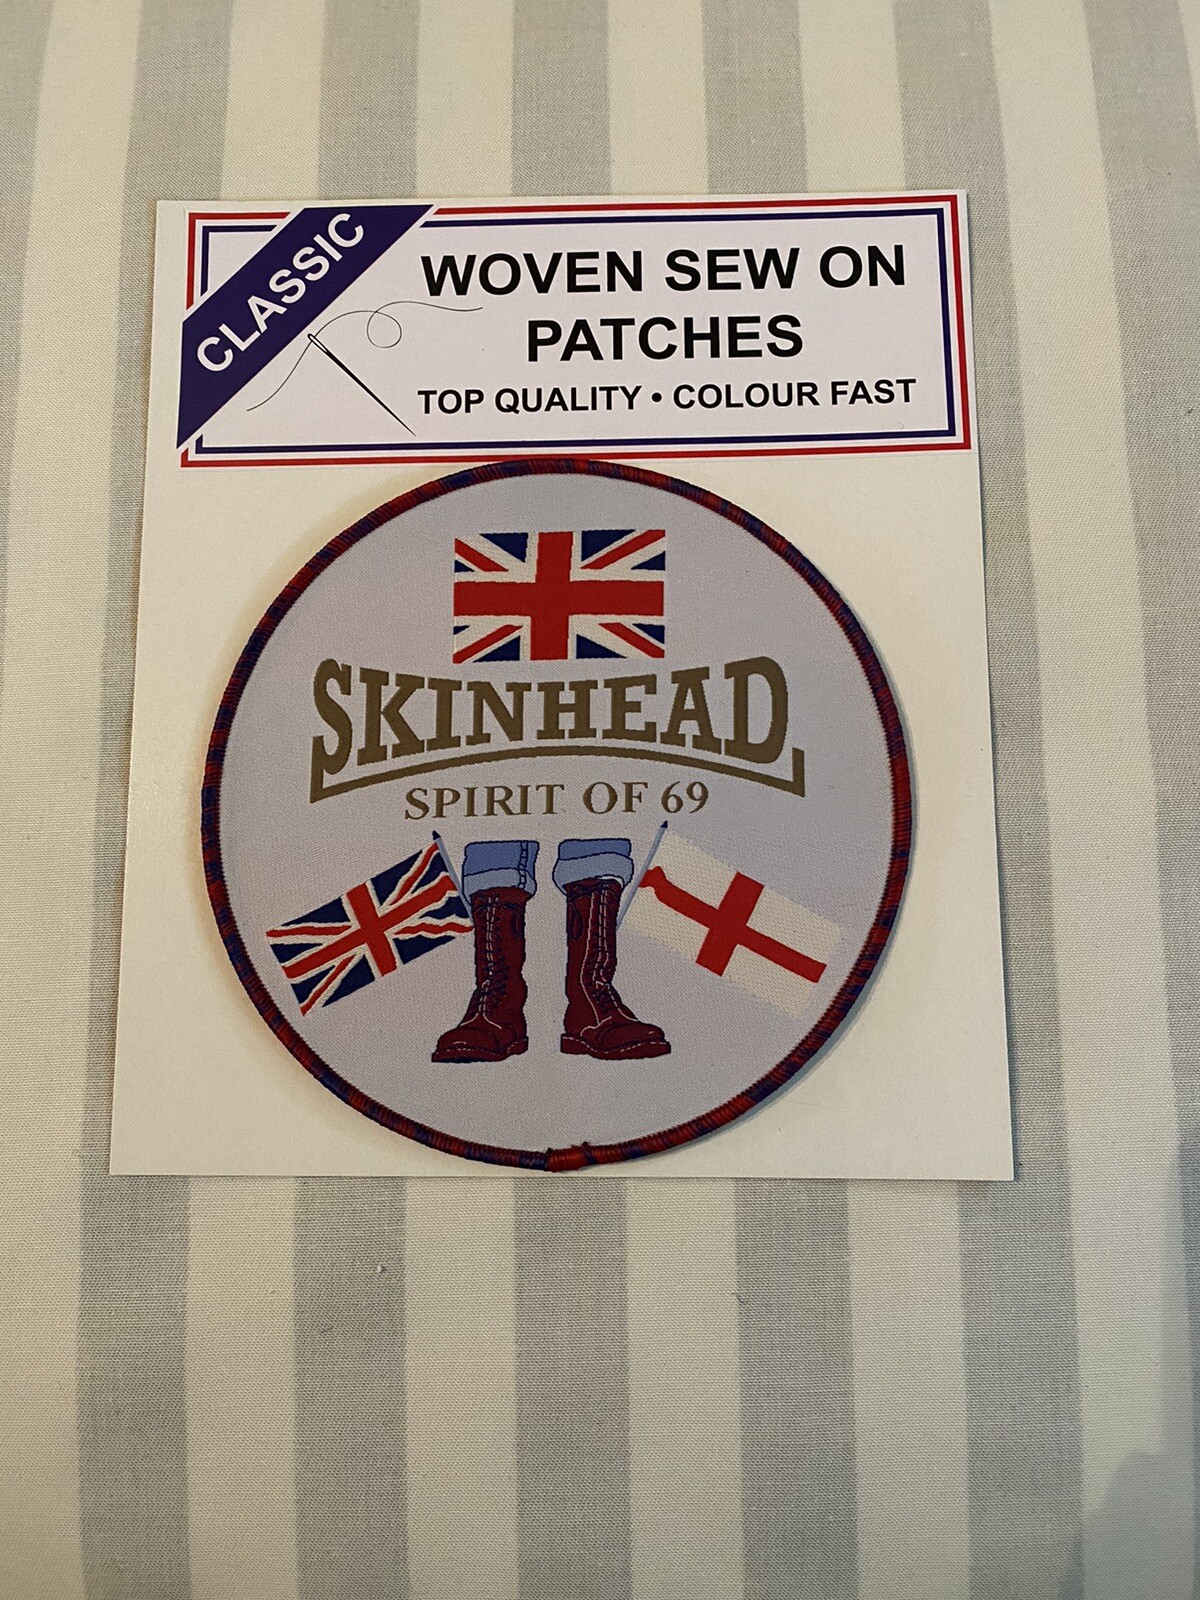 CLASSIC
WOVEN SEW ON
PATCHES
TOP QUALITY • COLOUR FAST
SKINHEAD
SPIRIT OF 69